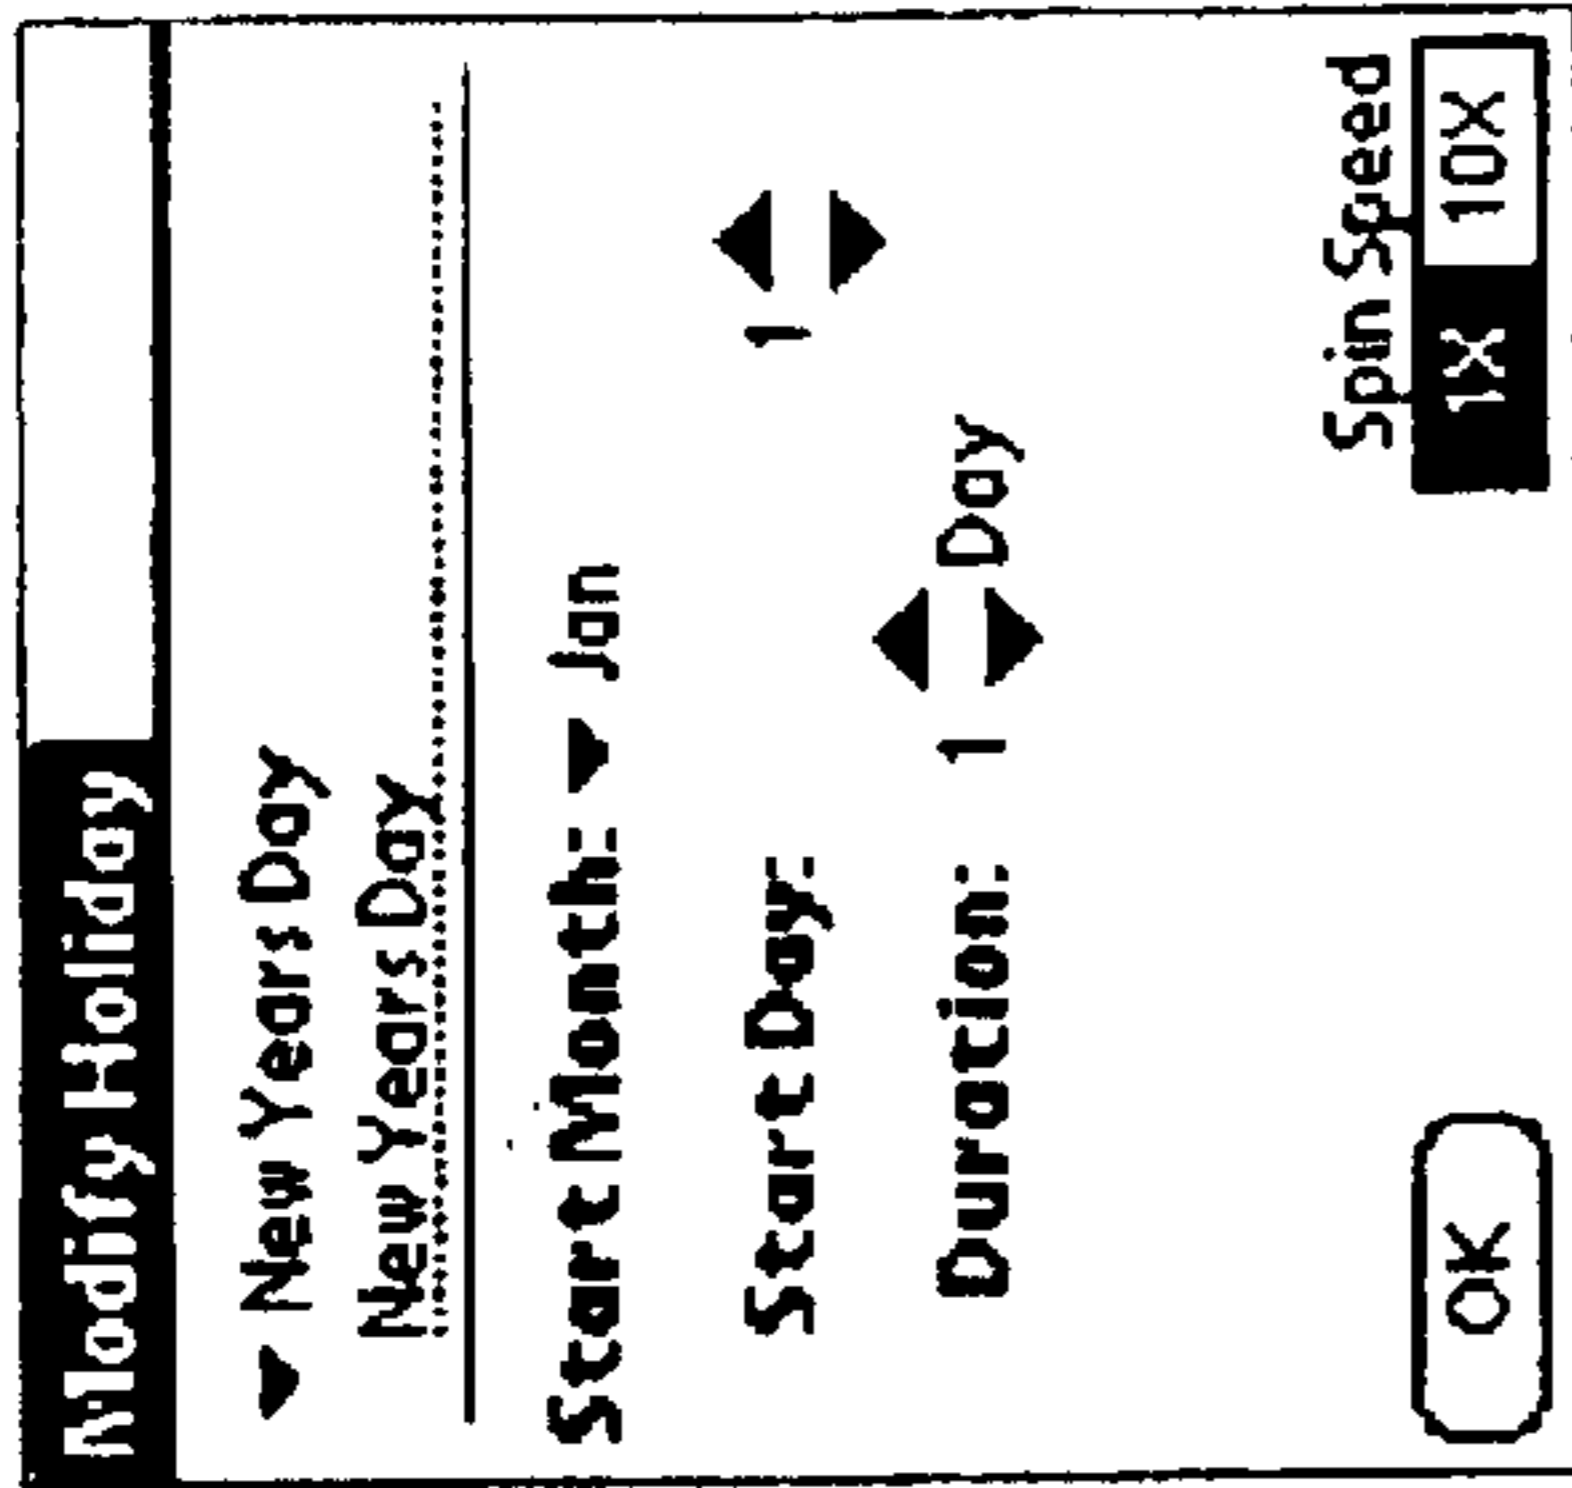 Modify Holiday
New Years Day
New Years Day
Start Month: Jan
Start Day: 1
Duration: 1 Day
Spin Speed
OK 1X 10X